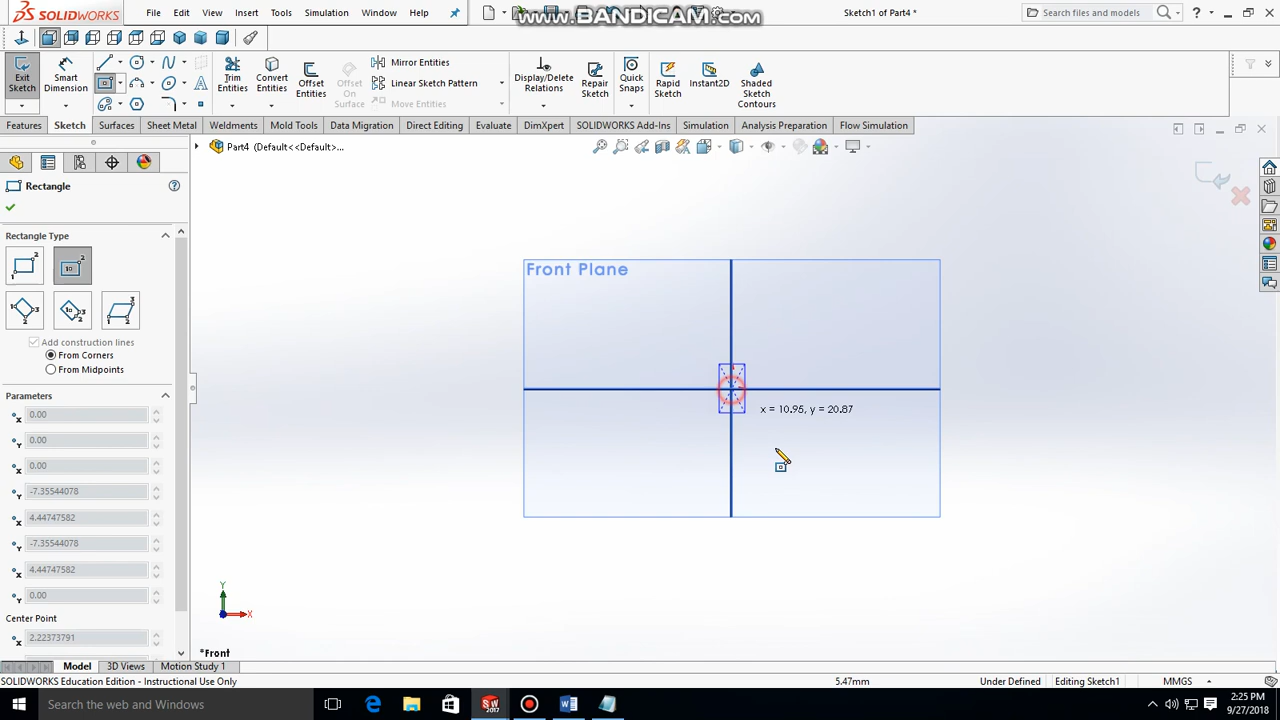 SOLIDWORKS File Edit View Insert Tools Simulation Window Help Sketch1 of Part4 * Search files and models
www.BANDICAM.com
Exit Sketch Smart Dimension Trim Entities Convert Entities Offset Entities Offset On Surface Mirror Entities Linear Sketch Pattern Move Entities Display/Delete Relations Repair Sketch Quick Snaps Rapid Sketch Instant2D Shaded Sketch Contours
Features Sketch Surfaces Sheet Metal Weldments Mold Tools Data Migration Direct Editing Evaluate DimXpert SOLIDWORKS Add-Ins Simulation Analysis Preparation Flow Simulation
Part4 (Default<<Default>...
Rectangle
Rectangle Type
Add construction lines
From Corners
From Midpoints
Parameters
0.00
0.00
0.00
-7.35544078
4.44747582
-7.35544078
4.44747582
0.00
Center Point
2.22373791
Front Plane
x = 10.95, y = 20.87
Y
X
*Front
Model 3D Views Motion Study 1
SOLIDWORKS Education Edition - Instructional Use Only 5.47mm Under Defined Editing Sketch1 MMGS
Search the web and Windows 2:25 PM
9/27/2018